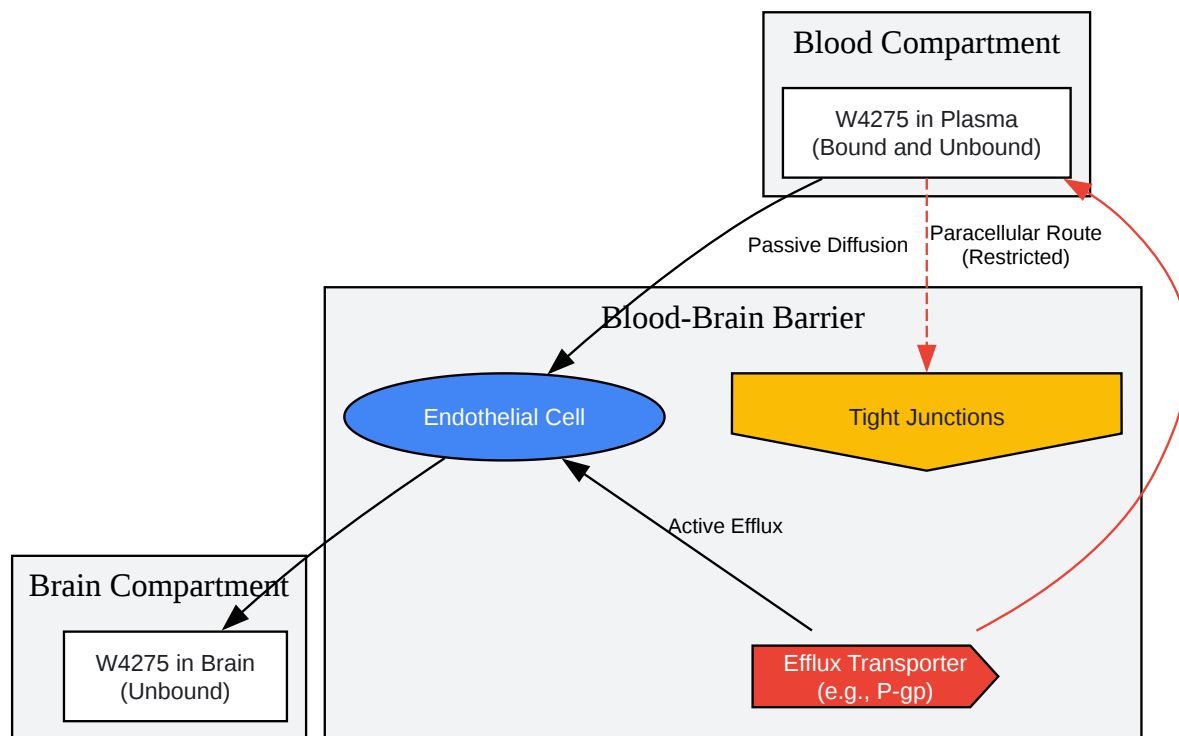 Blood Compartment
W4275 in Plasma
(Bound and Unbound)
Passive Diffusion
Paracellular Route
(Restricted)
Blood-Brain Barrier
Endothelial Cell
Tight Junctions
Active Efflux
Brain Compartment
W4275 in Brain
(Unbound)
Efflux Transporter
(e.g., P-gp)